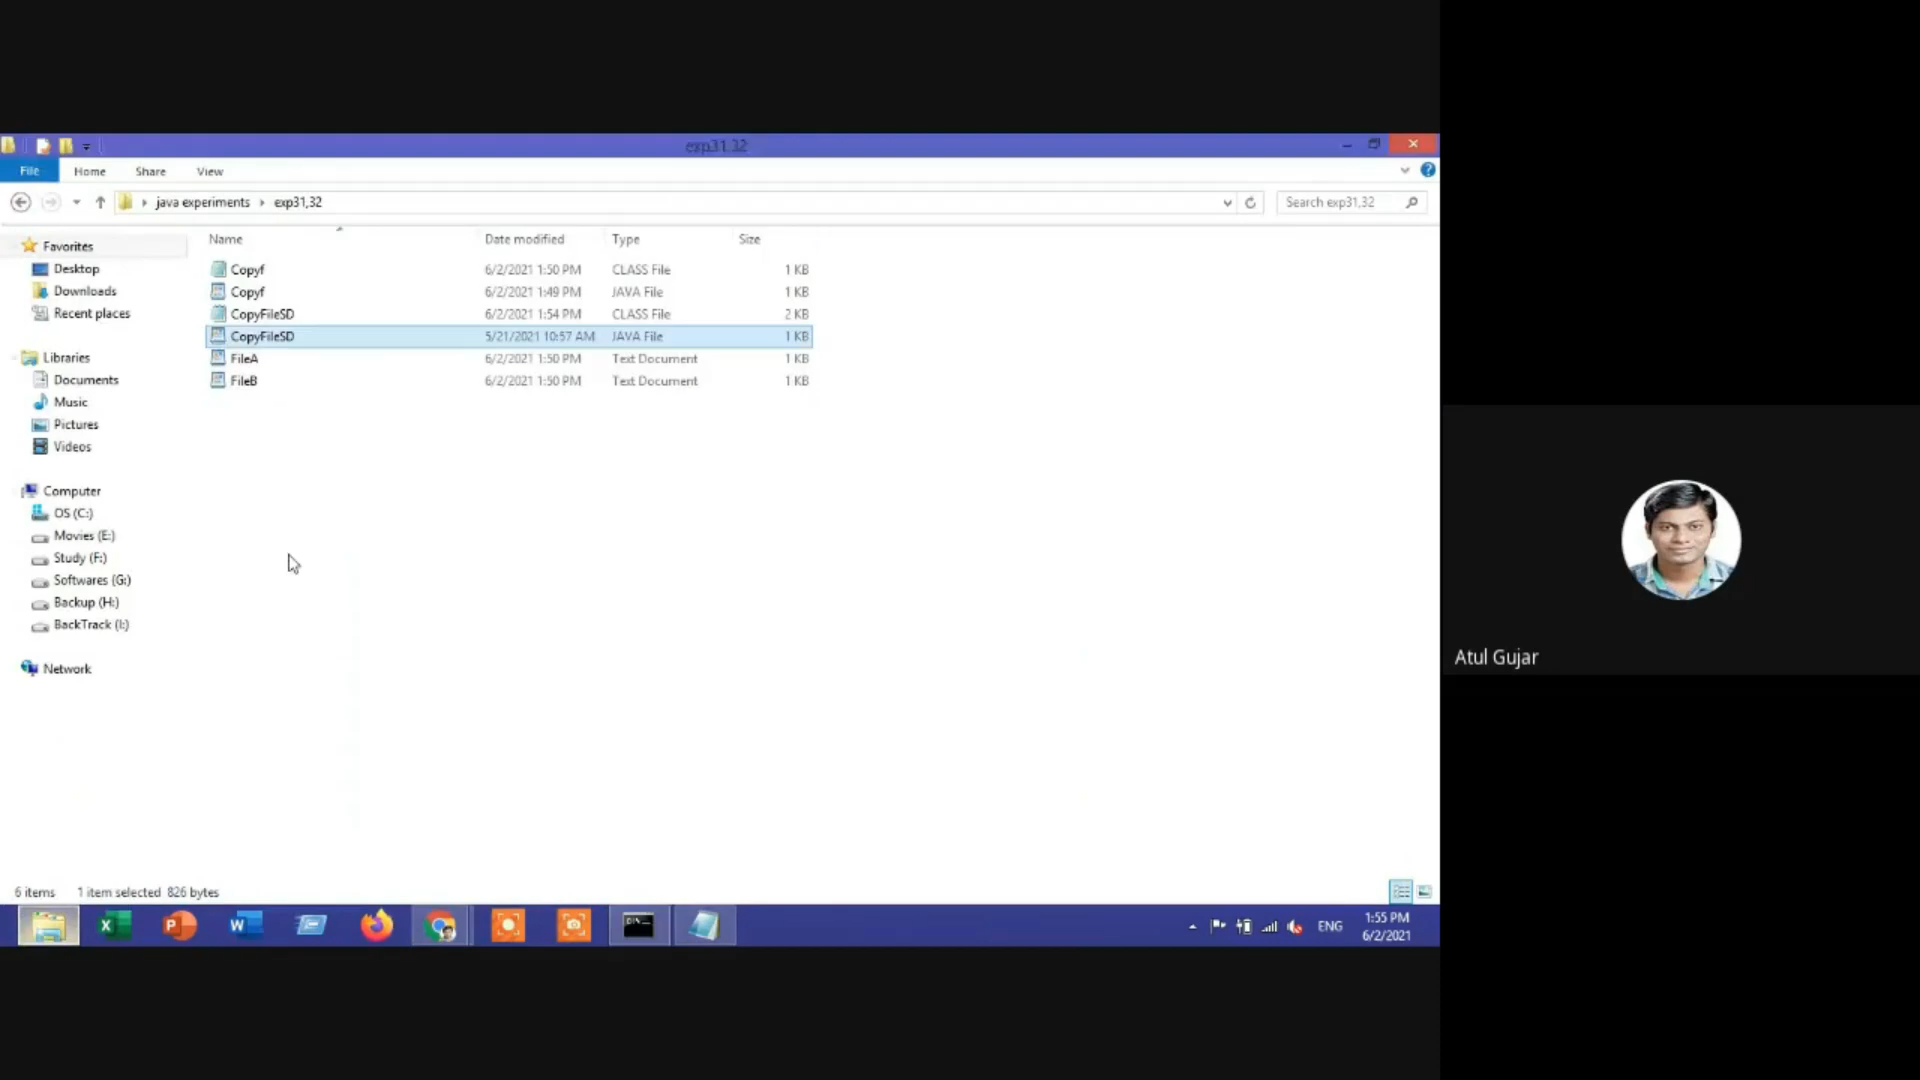 exp31,32
File Home Share View
java experiments exp31,32 Search exp31,32
Name Date modified Type Size
Copyf 6/2/2021 1:50 PM CLASS File 1 KB
Copyf 6/2/2021 1:49 PM JAVA File 1 KB
CopyFileSD 6/2/2021 1:54 PM CLASS File 2 KB
CopyFileSD 5/21/2021 10:57 AM JAVA File 1 KB
FileA 6/2/2021 1:50 PM Text Document 1 KB
FileB 6/2/2021 1:50 PM Text Document 1 KB
Favorites
Desktop
Downloads
Recent places
Libraries
Documents
Music
Pictures
Videos
Computer
OS (C:)
Movies (E:)
Study (F:)
Softwares (G:)
Backup (H:)
BackTrack (I:)
Network
Atul Gujar
6 items 1 item selected 826 bytes
ENG
1:55 PM
6/2/2021